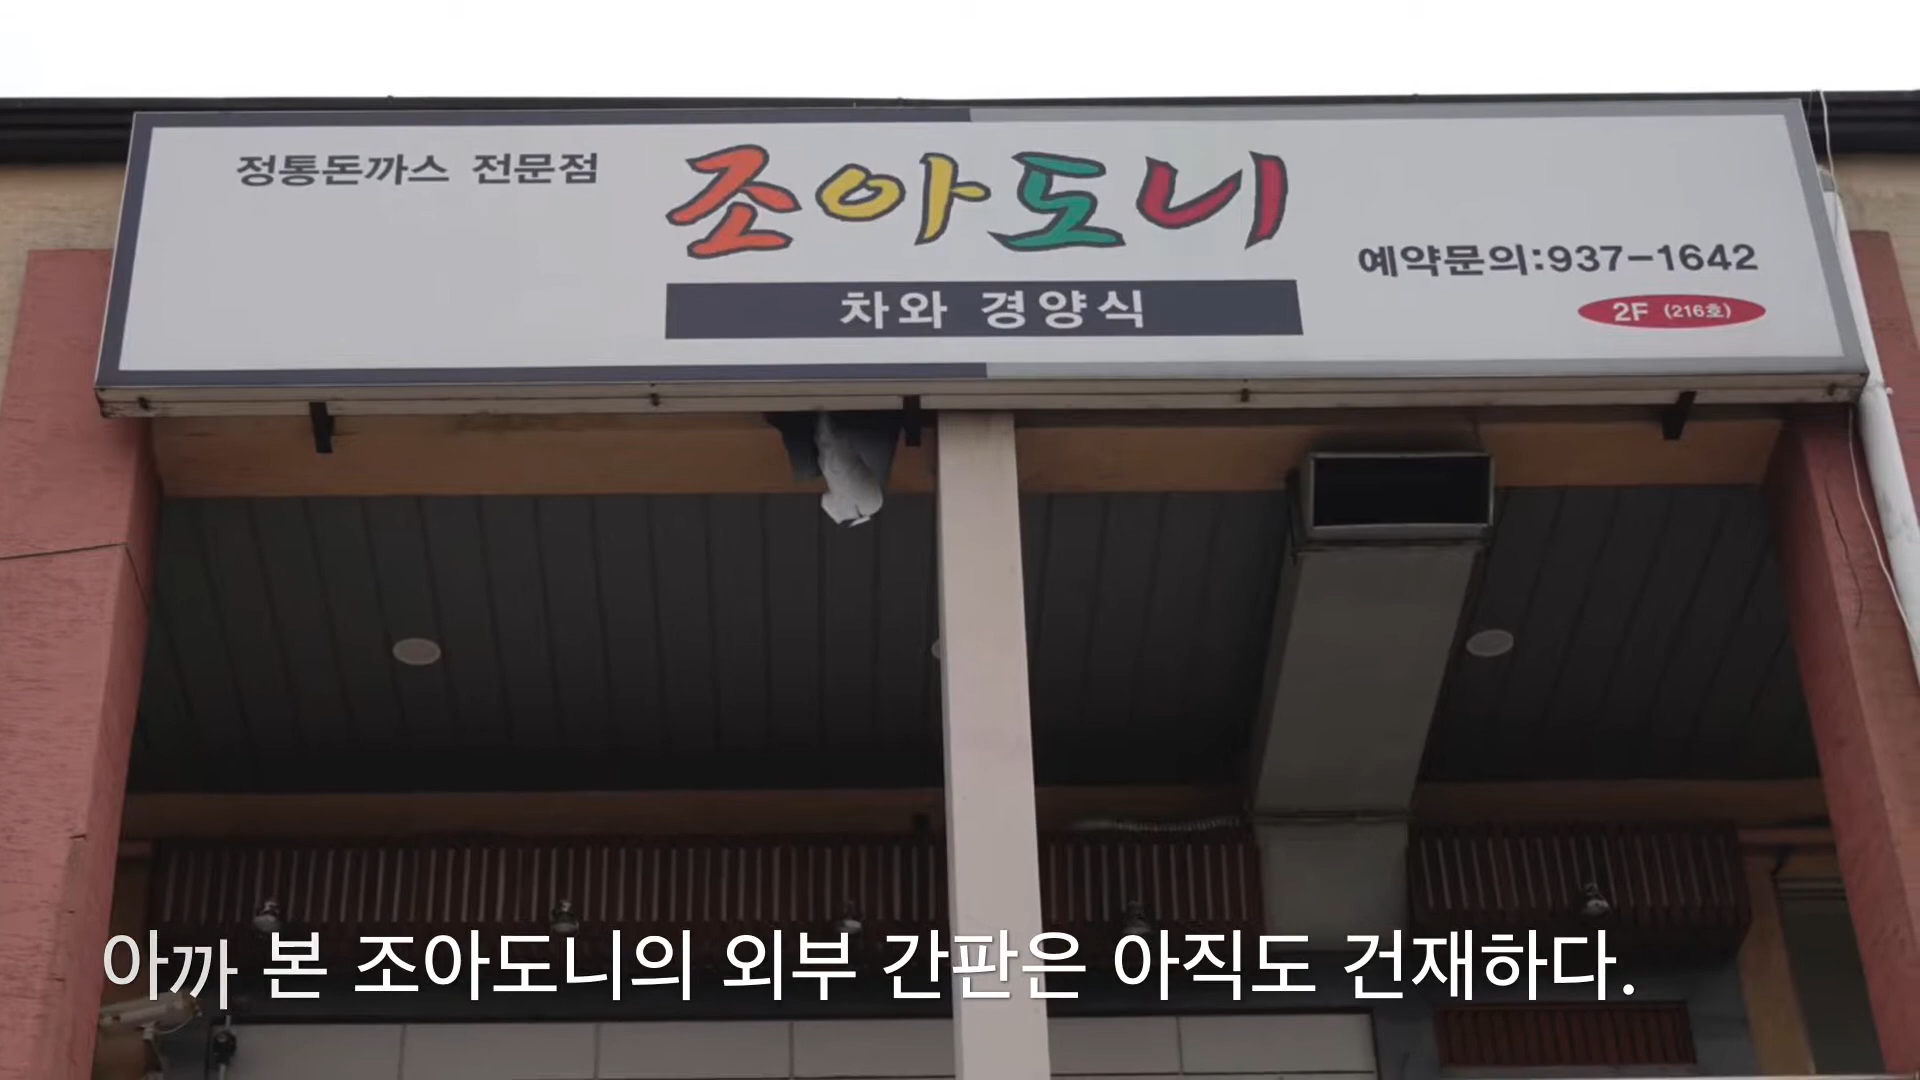 정통돈까스 전문점
조아도니
차와 경양식
예약문의:937-1642
2F (216호)
아까 본 조아도니의 외부 간판은 아직도 건재하다.